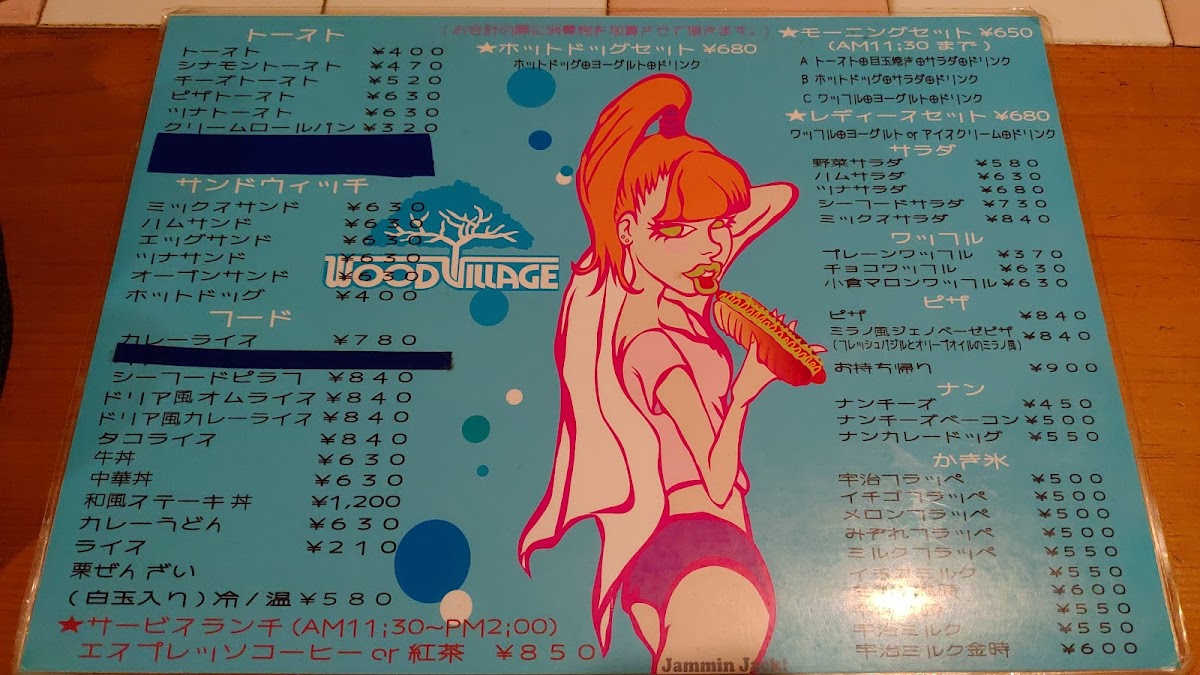 トースト
トースト ¥400
シナモントースト ¥470
チーズトースト ¥520
ピザトースト ¥630
ツナトースト ¥630
クリームロールパン ¥320
サンドウィッチ
ミックスサンド ¥630
ハムサンド ¥630
エッグサンド ¥630
ツナサンド ¥630
オープンサンド ¥630
ホットドッグ ¥400
フード
カレーライス ¥780
シーフードピラフ ¥840
ドリア風オムライス ¥840
ドリア風カレーライス ¥840
タコライス ¥840
牛丼 ¥630
中華丼 ¥630
和風ステーキ丼 ¥1,200
カレーうどん ¥630
ライス ¥210
栗ぜんざい
(白玉入り)冷/温 ¥580
★サービスランチ(AM11;30~PM2;00)
エスプレッソコーヒー or 紅茶 ¥850
(お会計の際に消費税を加算させて頂きます。)
★ホットドッグセット ¥680
ホットドッグ⊕ヨーグルト⊕ドリンク
WOOD VILLAGE
★モーニングセット ¥650
(AM11;30まで)
A トースト⊕目玉焼き⊕サラダ⊕ドリンク
B ホットドッグ⊕サラダ⊕ドリンク
C ワッフル⊕ヨーグルト⊕ドリンク
★レディースセット ¥680
ワッフル⊕ヨーグルト or アイスクリーム⊕ドリンク
サラダ
野菜サラダ ¥580
ハムサラダ ¥630
ツナサラダ ¥680
シーフードサラダ ¥730
ミックスサラダ ¥840
ワッフル
プレーンワッフル ¥370
チョコワッフル ¥630
小倉マロンワッフル ¥630
ピザ
ピザ ¥840
ミラノ風ジェノベーゼピザ ¥840
(フレッシュバジルとオリーブオイルのミラノ風)
お持ち帰り ¥900
ナン
ナンチーズ ¥450
ナンチーズベーコン ¥500
ナンカレードッグ ¥550
かき氷
宇治フラッペ ¥500
イチゴフラッペ ¥500
メロンフラッペ ¥500
みぞれフラッペ ¥500
ミルクフラッペ ¥550
イチゴミルク ¥550
¥600
宇治ミルク ¥550
宇治ミルク金時 ¥600
Jammin Jack!